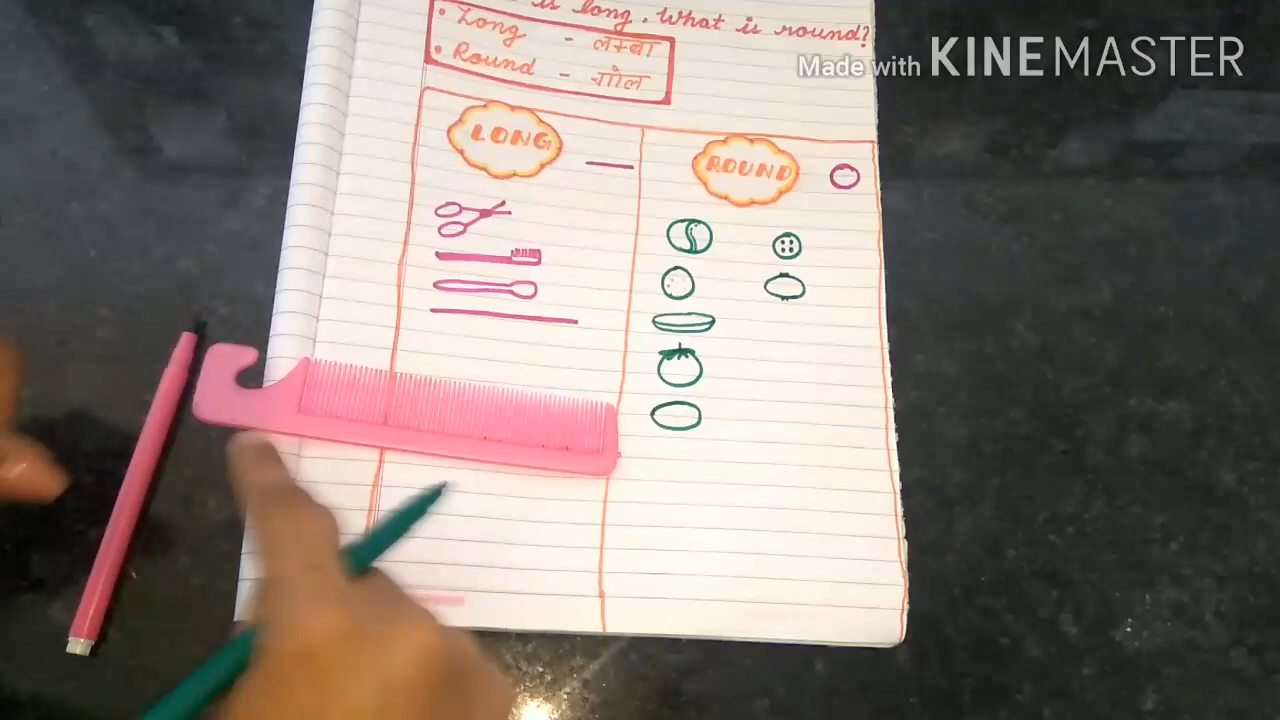 is long. What is round?
• Long - लम्बा
• Round - गोल
LONG
ROUND
Made with KINEMASTER